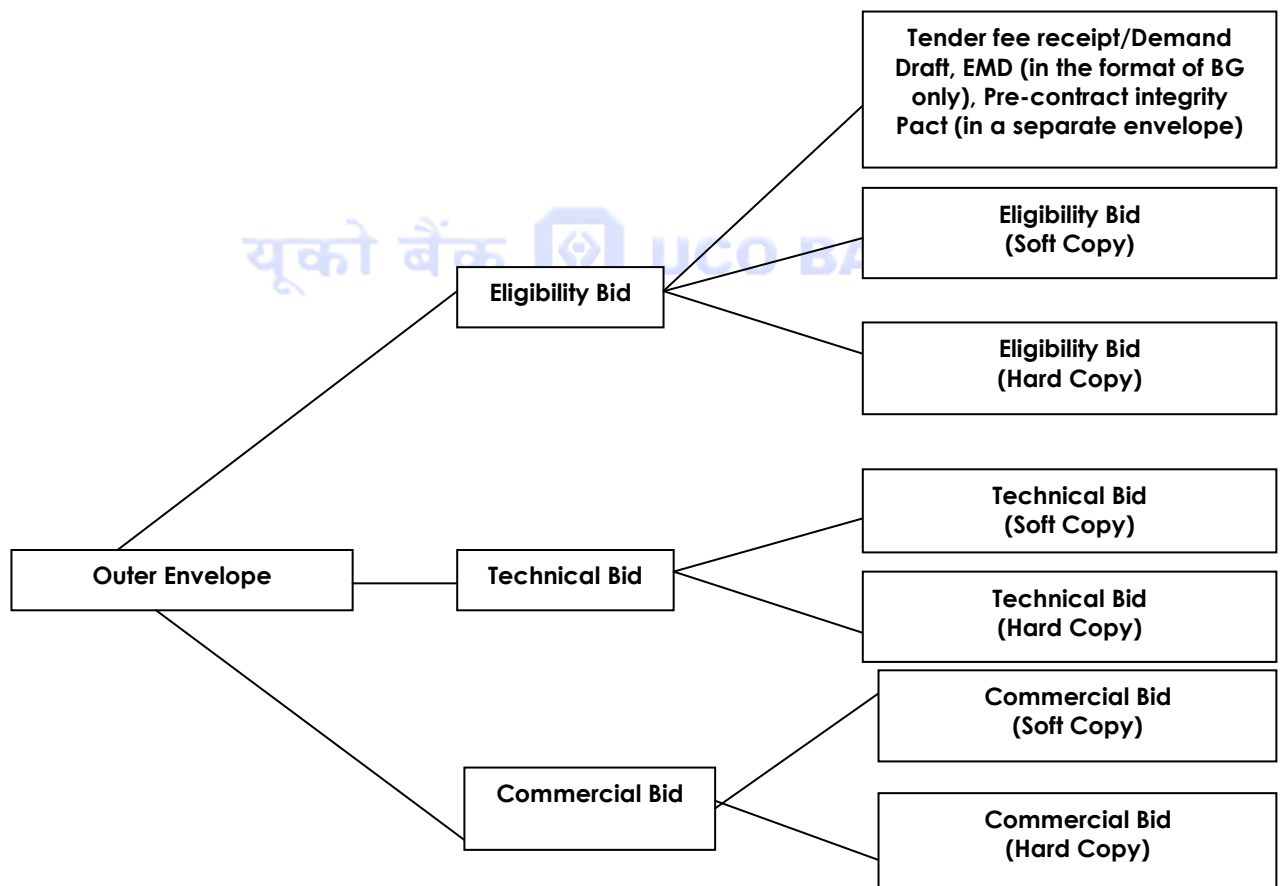 Tender fee receipt/Demand
Draft, EMD (in the format of BG
only), Pre-contract integrity
Pact (in a separate envelope)
Eligibility Bid
(Soft Copy)
यूको बैंक UCO BA
Eligibility Bid
Eligibility Bid
(Hard Copy)
Technical Bid
(Soft Copy)
Outer Envelope
Technical Bid
Technical Bid
(Hard Copy)
Commercial Bid
(Soft Copy)
Commercial Bid
Commercial Bid
(Hard Copy)